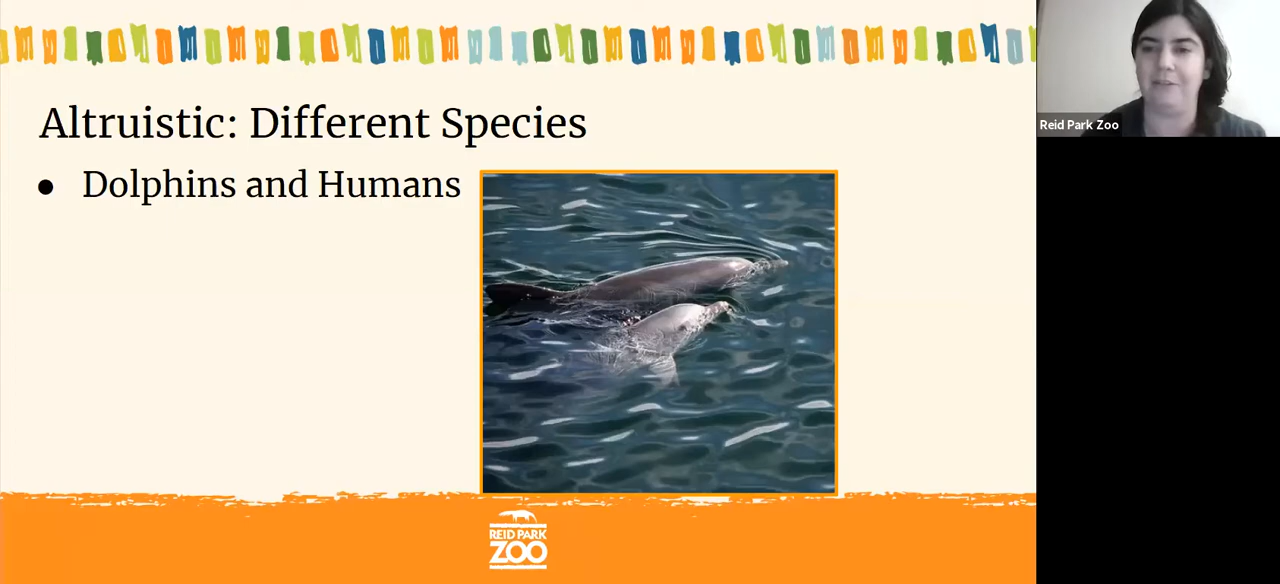 Altruistic: Different Species
● Dolphins and Humans
Reid Park Zoo
REID PARK
ZOO